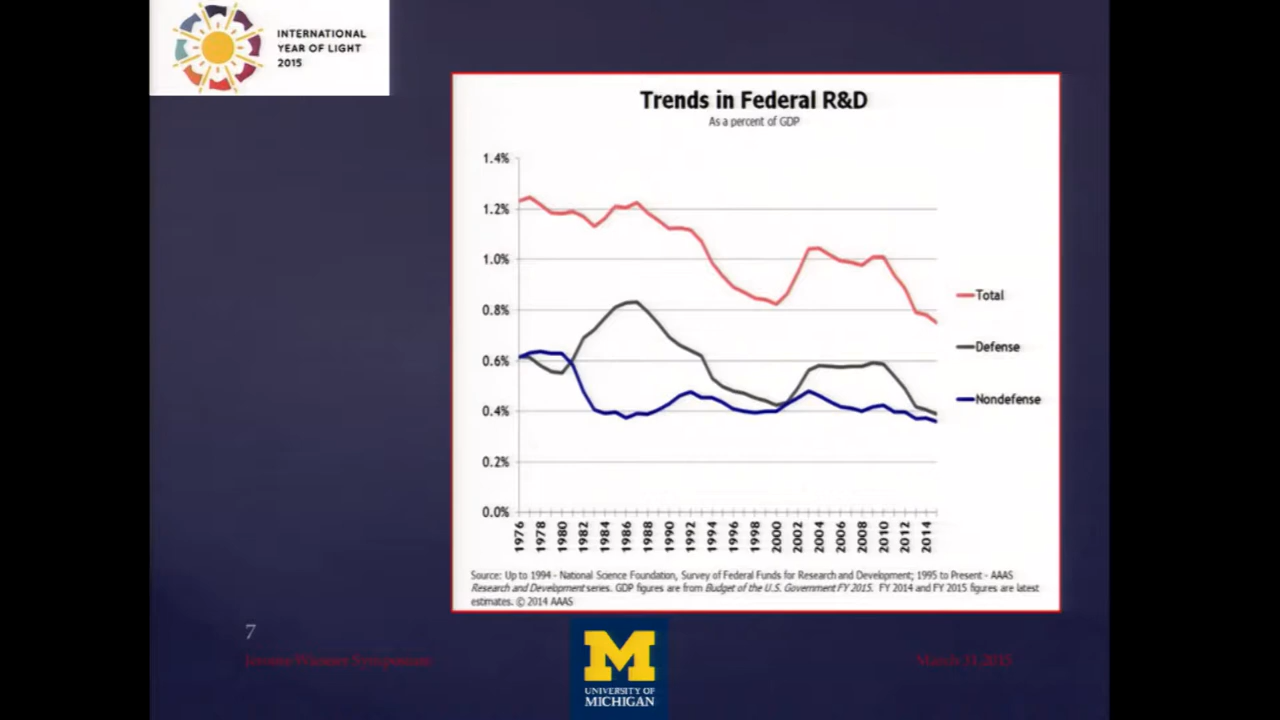 INTERNATIONAL
YEAR OF LIGHT
2015
Trends in Federal R&D
As a percent of GDP
1.4%
1.2%
1.0%
0.8%
0.6%
0.4%
0.2%
0.0%
Total
Defense
Nondefense
1976 1978 1980 1982 1984 1986 1988 1990 1992 1994 1996 1998 2000 2002 2004 2006 2008 2010 2012 2014
Source: Up to 1994 - National Science Foundation, Survey of Federal Funds for Research and Development; 1995 to Present - AAAS
Research and Development series. GDP figures are from Budget of the U.S. Government FY 2015. FY 2014 and FY 2015 figures are latest
estimates. © 2014 AAAS
7
Symposium
March 11 2015
M
UNIVERSITY OF
MICHIGAN